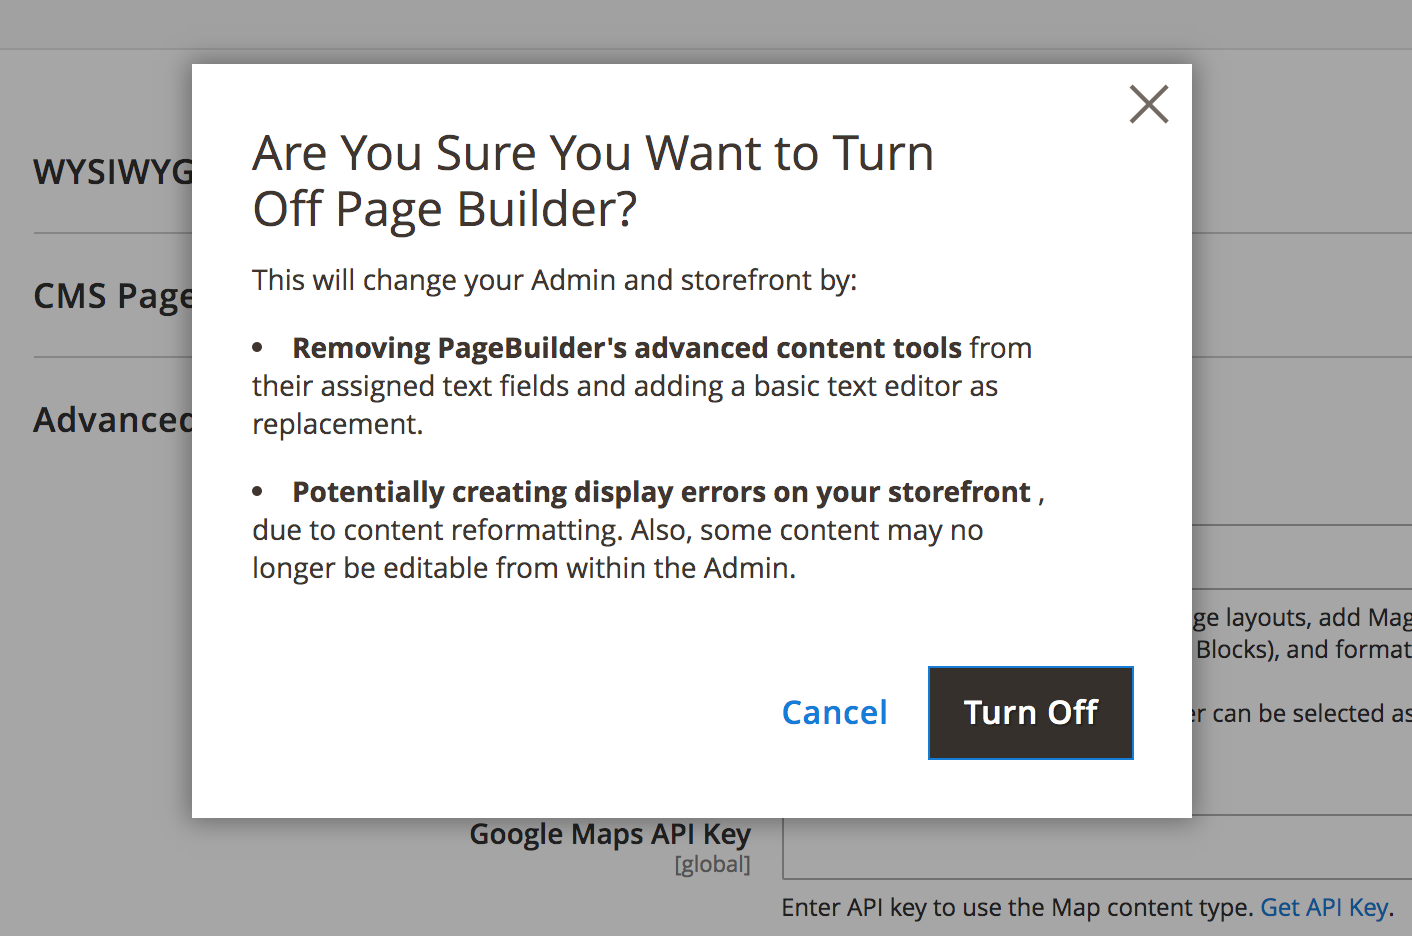 Are You Sure You Want to Turn
Off Page Builder?
This will change your Admin and storefront by:
• Removing PageBuilder's advanced content tools from
their assigned text fields and adding a basic text editor as
replacement.
• Potentially creating display errors on your storefront ,
due to content reformatting. Also, some content may no
longer be editable from within the Admin.
Cancel
Turn Off
WYSIWYG
CMS Page
Advanced
ge layouts, add Mag
Blocks), and format
er can be selected as
Google Maps API Key
[global]
Enter API key to use the Map content type. Get API Key.